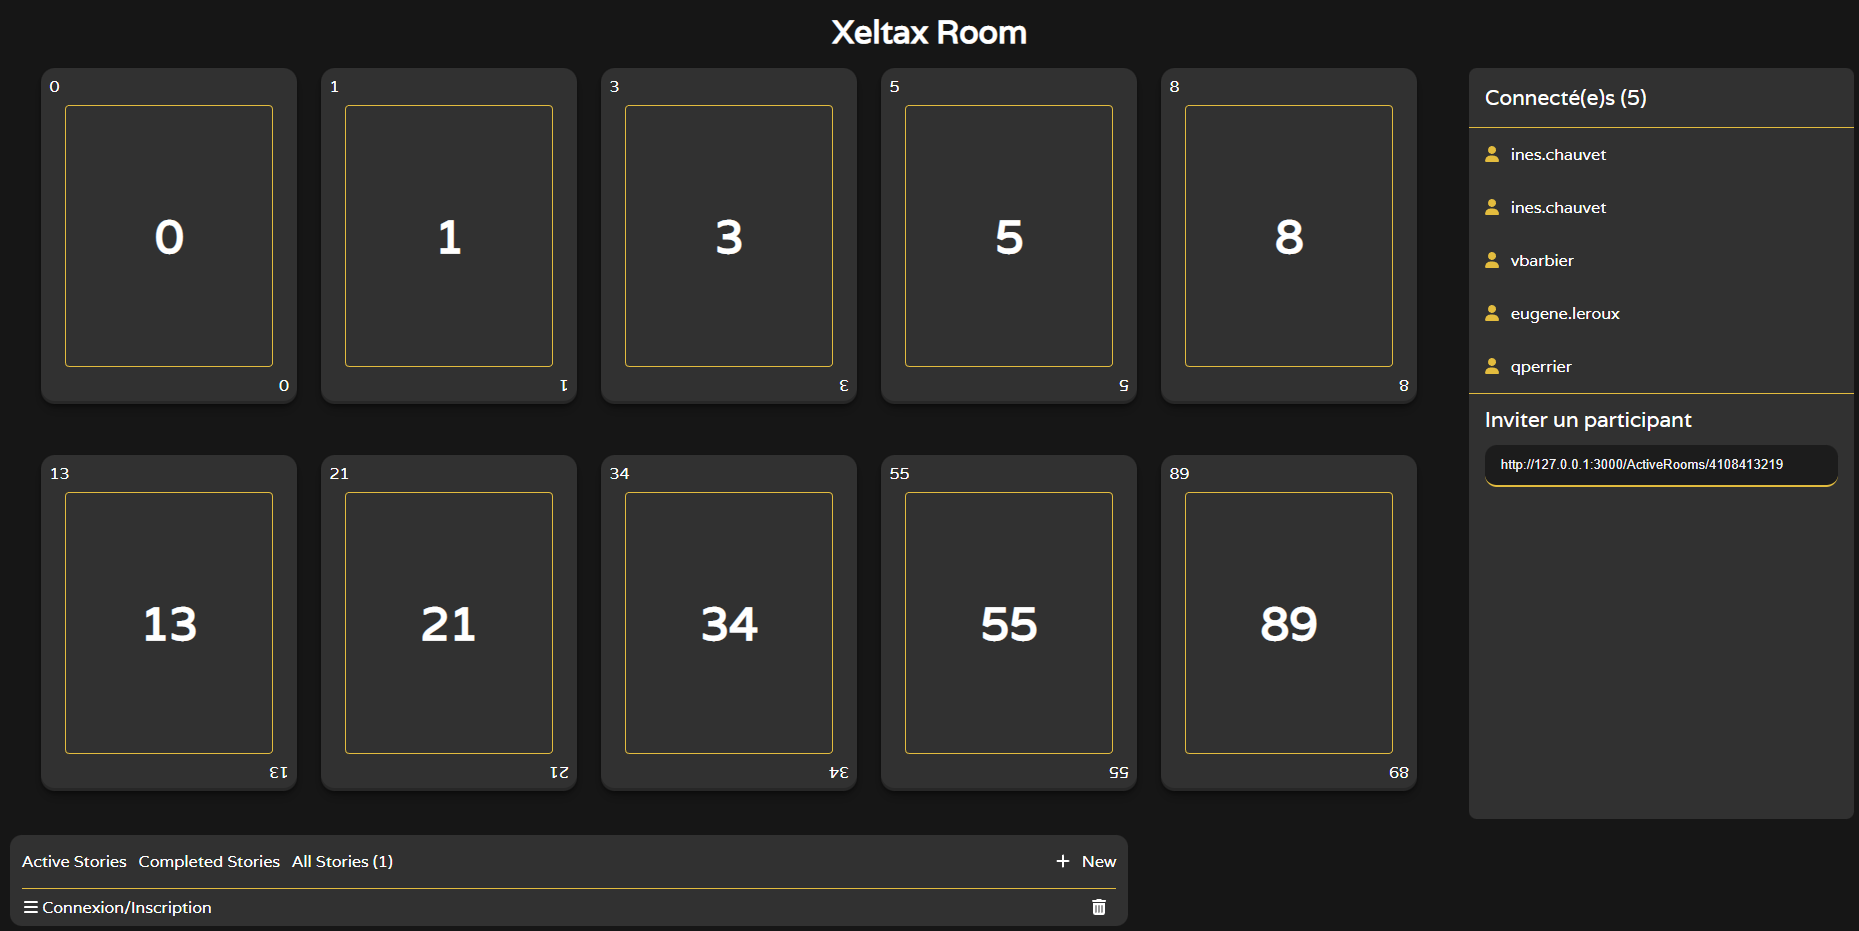 Xeltax Room
0
0
0
1
1
1
3
3
3
5
5
5
8
8
8
13
13
13
21
21
21
34
34
34
55
55
55
89
89
89
Connecté(e)s (5)
ines.chauvet
ines.chauvet
vbarbier
eugene.leroux
qperrier
Inviter un participant
http://127.0.0.1:3000/ActiveRooms/4108413219
Active Stories Completed Stories All Stories (1) + New
Connexion/Inscription